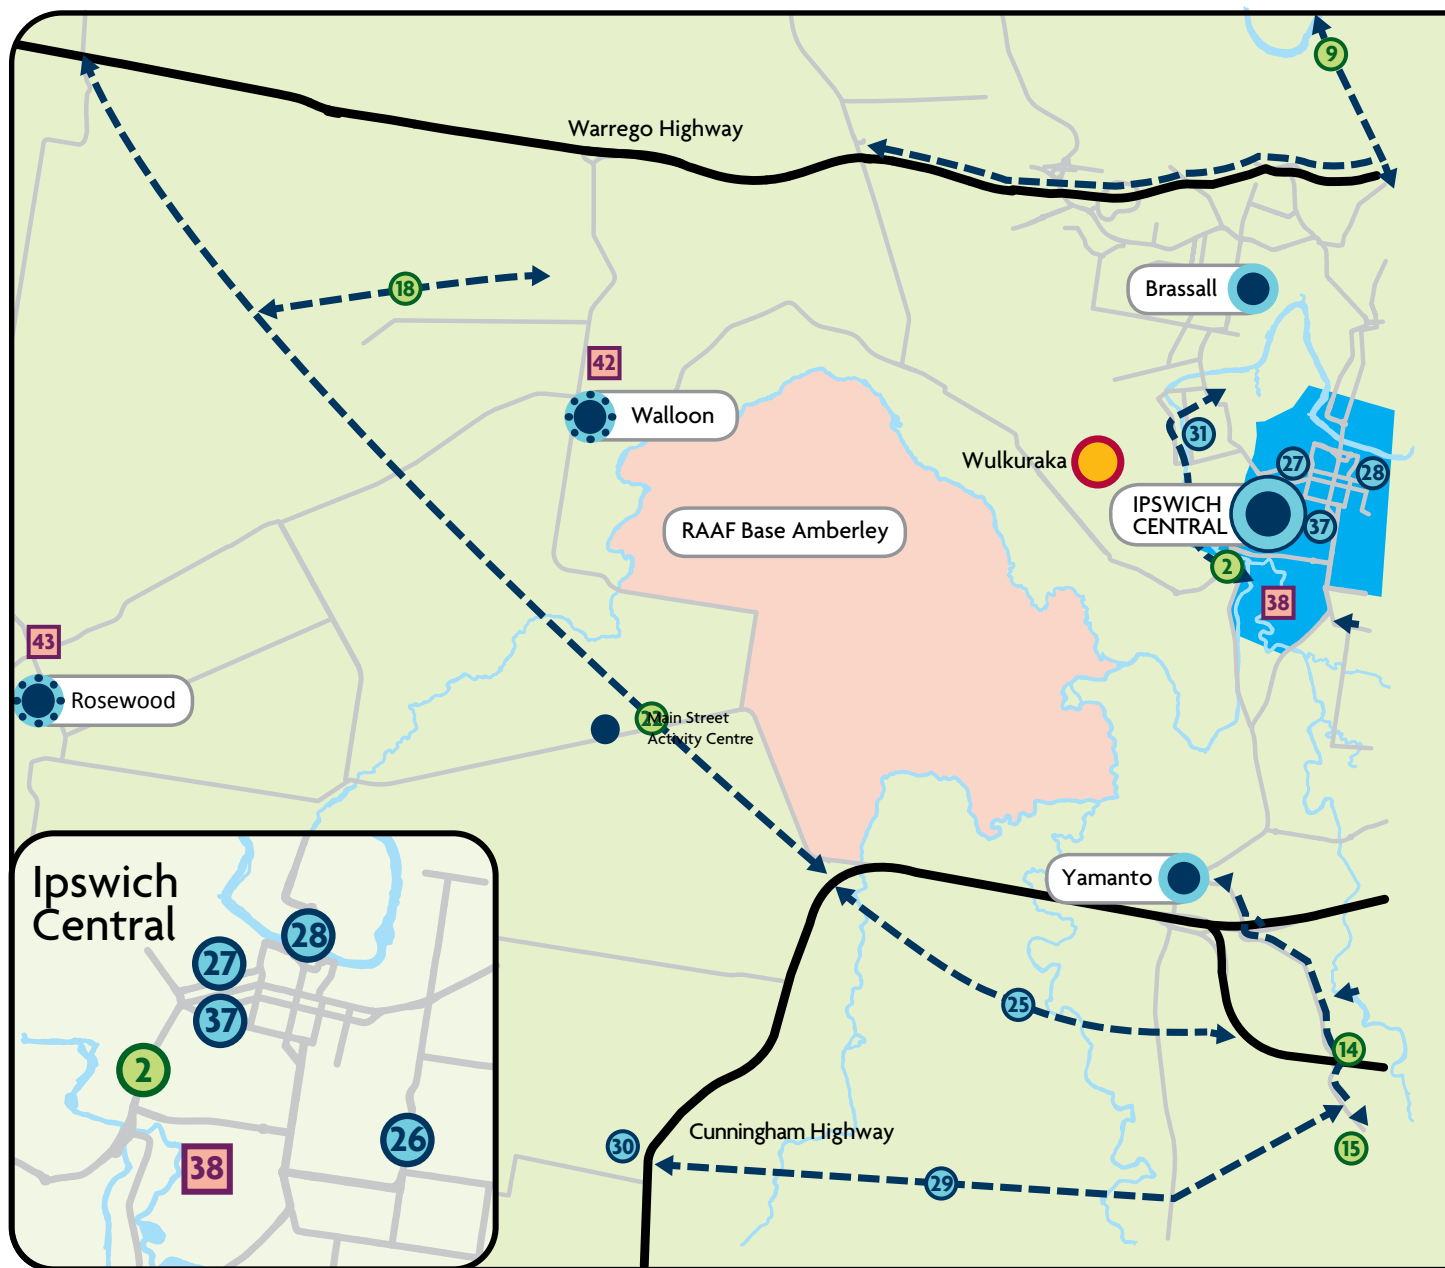 9
Warrego Highway
18
Brassall
42
Walloon
31
Wulkuraka
27
28
IPSWICH
CENTRAL
37
RAAF Base Amberley
2
38
43
Rosewood
22
Main Street
Activity Centre
Yamanto
25
14
15
Cunningham Highway
30
29
Ipswich
Central
28
27
37
2
26
38